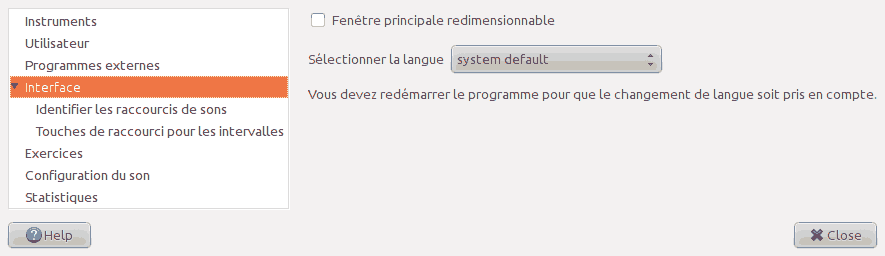 Instruments
Utilisateur
Programmes externes
Interface
Identifier les raccourcis de sons
Touches de raccourci pour les intervalles
Exercices
Configuration du son
Statistiques
Fenêtre principale redimensionnable
Sélectionner la langue system default
Vous devez redémarrer le programme pour que le changement de langue soit pris en compte.
Help
Close